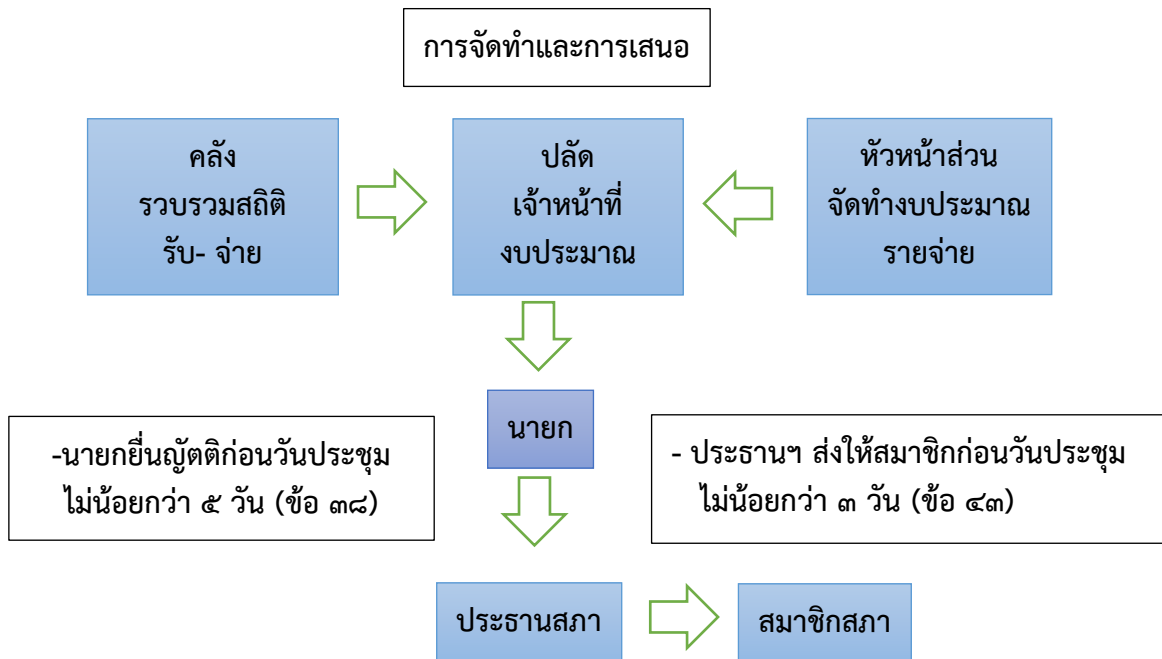 การจัดทำและการเสนอ
คลัง
รวบรวมสถิติ
รับ- จ่าย
ปลัด
เจ้าหน้าที่
งบประมาณ
หัวหน้าส่วน
จัดทำงบประมาณ
รายจ่าย
นายก
-นายกยื่นญัตติก่อนวันประชุม
ไม่น้อยกว่า ๕ วัน (ข้อ ๓๘)
- ประธานฯ ส่งให้สมาชิกก่อนวันประชุม
ไม่น้อยกว่า ๓ วัน (ข้อ ๔๓)
ประธานสภา
สมาชิกสภา